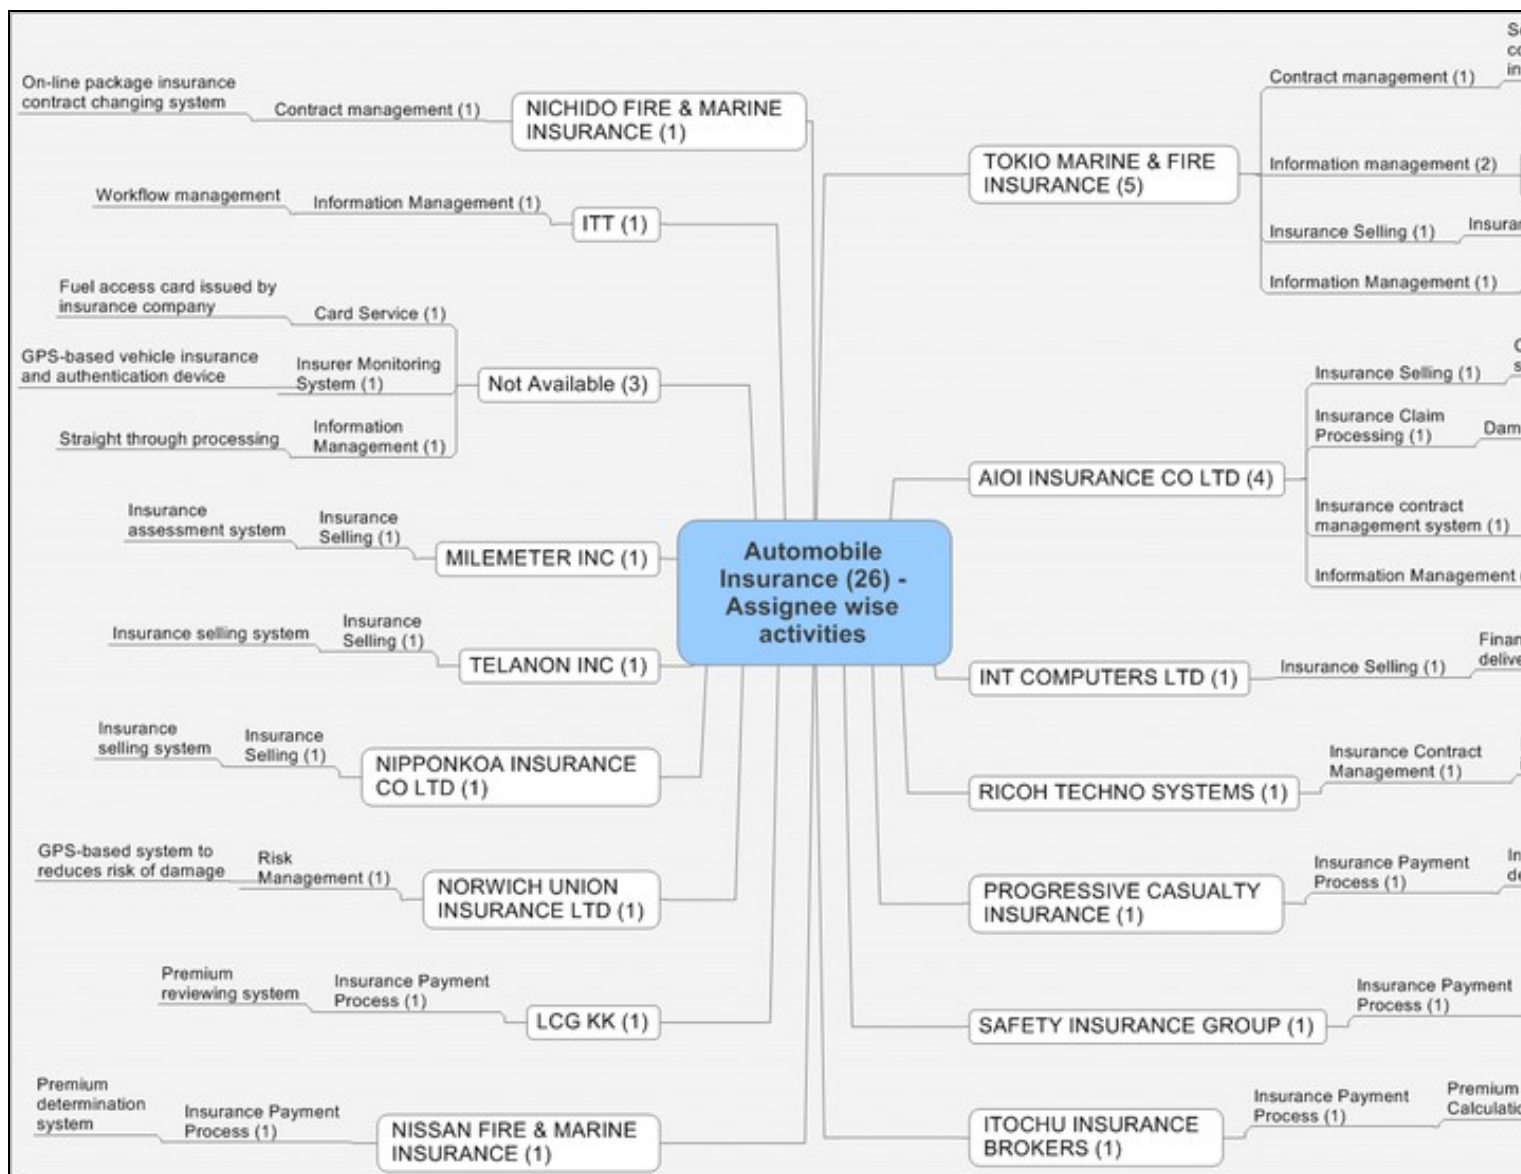 Automobile
Insurance (26) -
Assignee wise
activities
On-line package insurance
contract changing system
Contract management (1)
NICHIDO FIRE & MARINE
INSURANCE (1)
Workflow management
Information Management (1)
ITT (1)
Fuel access card issued by
insurance company
Card Service (1)
GPS-based vehicle insurance
and authentication device
Insurer Monitoring
System (1)
Straight through processing
Information
Management (1)
Not Available (3)
Insurance
assessment system
Insurance
Selling (1)
MILEMETER INC (1)
Insurance selling system
Insurance
Selling (1)
TELANON INC (1)
Insurance
selling system
Insurance
Selling (1)
NIPPONKOA INSURANCE
CO LTD (1)
GPS-based system to
reduces risk of damage
Risk
Management (1)
NORWICH UNION
INSURANCE LTD (1)
Premium
reviewing system
Insurance Payment
Process (1)
LCG KK (1)
Premium
determination
system
Insurance Payment
Process (1)
NISSAN FIRE & MARINE
INSURANCE (1)
TOKIO MARINE & FIRE
INSURANCE (5)
Contract management (1)
Information management (2)
Insurance Selling (1)
Information Management (1)
AIOI INSURANCE CO LTD (4)
Insurance Selling (1)
Insurance Claim
Processing (1)
Insurance contract
management system (1)
Information Management
INT COMPUTERS LTD (1)
Insurance Selling (1)
RICOH TECHNO SYSTEMS (1)
Insurance Contract
Management (1)
PROGRESSIVE CASUALTY
INSURANCE (1)
Insurance Payment
Process (1)
SAFETY INSURANCE GROUP (1)
Insurance Payment
Process (1)
ITOCHU INSURANCE
BROKERS (1)
Insurance Payment
Process (1)
Premium